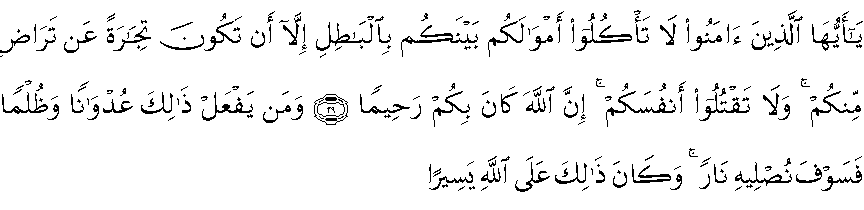 يَـٰٓأَيُّهَا ٱلَّذِينَ ءَامَنُوا۟ لَا تَأْكُلُوٓا۟ أَمْوَٰلَكُم بَيْنَكُم بِٱلْبَـٰطِلِ إِلَّآ أَن تَكُونَ تِجَـٰرَةً عَن تَرَاضٍ
مِّنكُمْ ۚ وَلَا تَقْتُلُوٓا۟ أَنفُسَكُمْ ۚ إِنَّ ٱللَّهَ كَانَ بِكُمْ رَحِيمًا ﴿٢٩﴾ وَمَن يَفْعَلْ ذَٰلِكَ عُدْوَٰنًا وَظُلْمًا
فَسَوْفَ نُصْلِيهِ نَارًا ۚ وَكَانَ ذَٰلِكَ عَلَى ٱللَّهِ يَسِيرًا